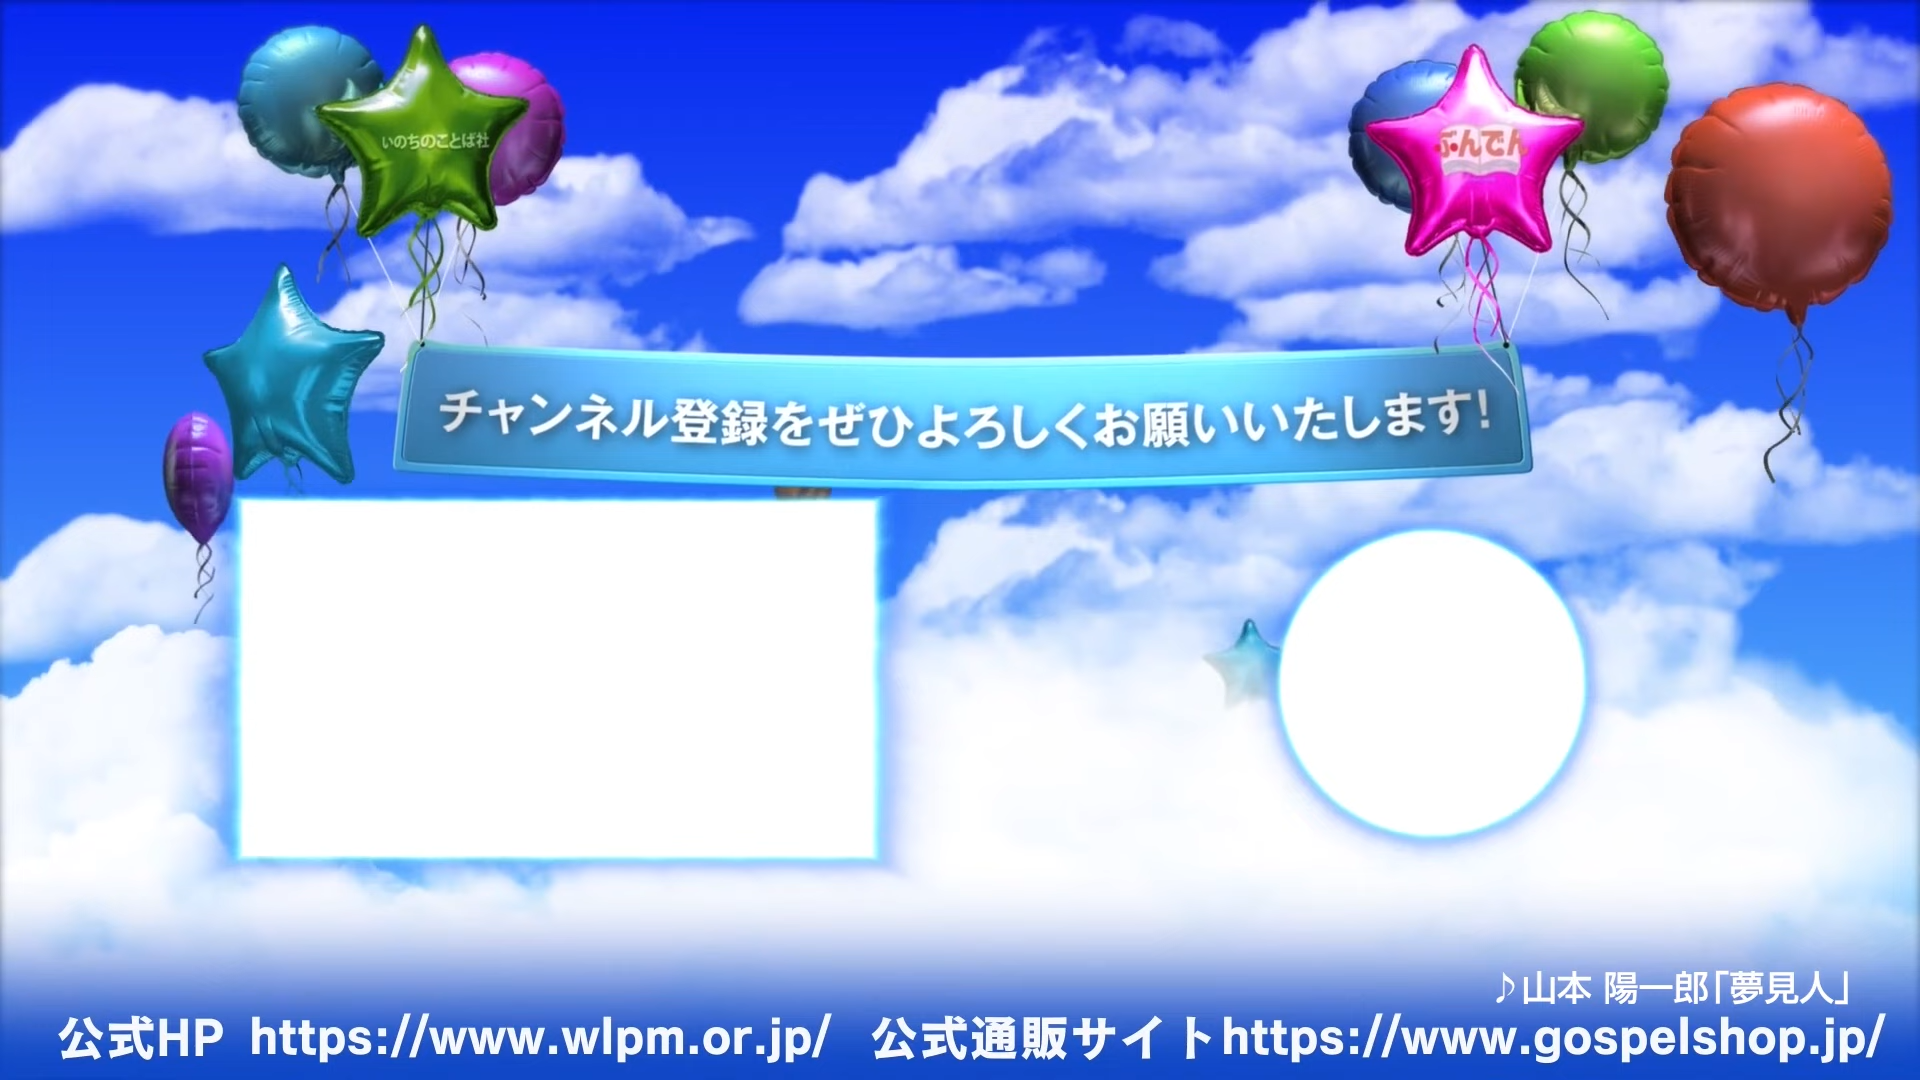 いのちのことば社
ぶんでん
チャンネル登録をぜひよろしくお願いいたします!
♪山本 陽一郎「夢見人」
公式HP https://www.wlpm.or.jp/ 公式通販サイトhttps://www.gospelshop.jp/